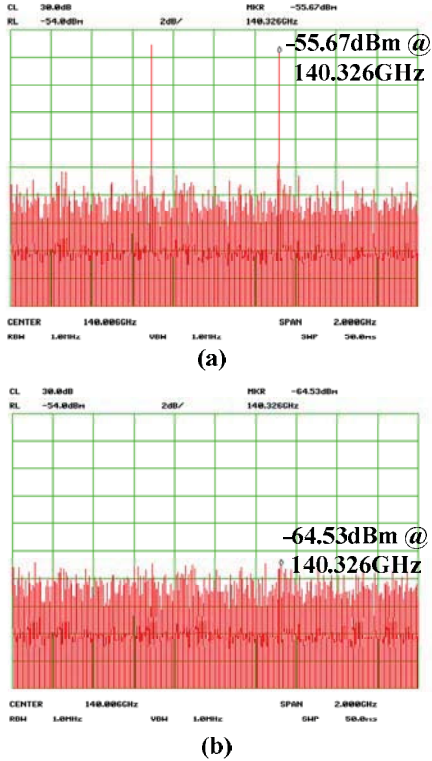 CL 30.0dB MKR -55.67dBm
RL -54.0dBm 2dB/ 140.326GHz
-55.67dBm @
140.326GHz
CENTER 140.006GHz SPAN 2.000GHz
RBW 1.0MHz VBW 1.0MHz SWP 50.0ms
(a)
CL 30.0dB MKR -64.53dBm
RL -54.0dBm 2dB/ 140.326GHz
-64.53dBm @
140.326GHz
CENTER 140.006GHz SPAN 2.000GHz
RBW 1.0MHz VBW 1.0MHz SWP 50.0ms
(b)